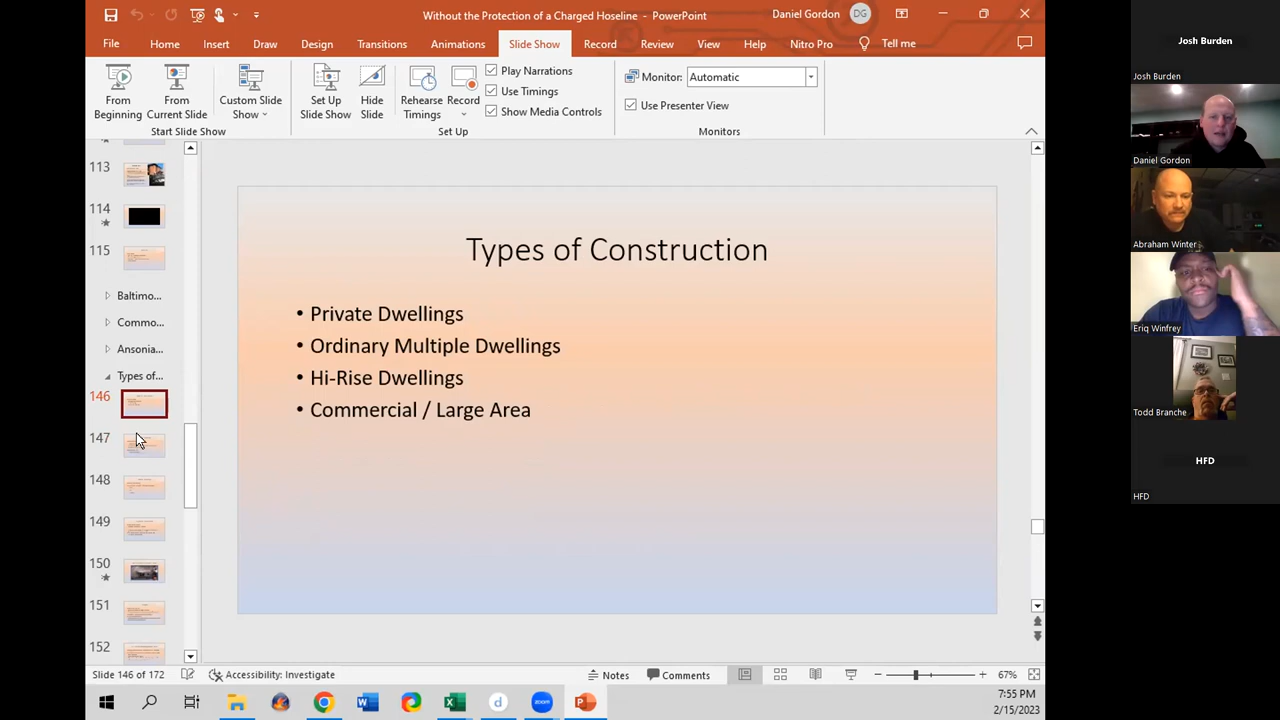 Without the Protection of a Charged Hoseline - PowerPoint
Daniel Gordon
DG
File
Home
Insert
Draw
Design
Transitions
Animations
Slide Show
Record
Review
View
Help
Nitro Pro
Tell me
From Beginning
From Current Slide
Custom Slide Show
Start Slide Show
Set Up Slide Show
Hide Slide
Rehearse Timings
Record
Play Narrations
Use Timings
Show Media Controls
Set Up
Monitor:
Automatic
Use Presenter View
Monitors
113
114
115
Baltimo...
Commo...
Ansonia...
Types of...
146
147
148
149
150
151
152
Types of Construction
• Private Dwellings
• Ordinary Multiple Dwellings
• Hi-Rise Dwellings
• Commercial / Large Area
Slide 146 of 172
Accessibility: Investigate
Notes
Comments
67%
7:55 PM
2/15/2023
Josh Burden
Josh Burden
Daniel Gordon
Abraham Winter
Eriq Winfrey
Todd Branche
HFD
HFD